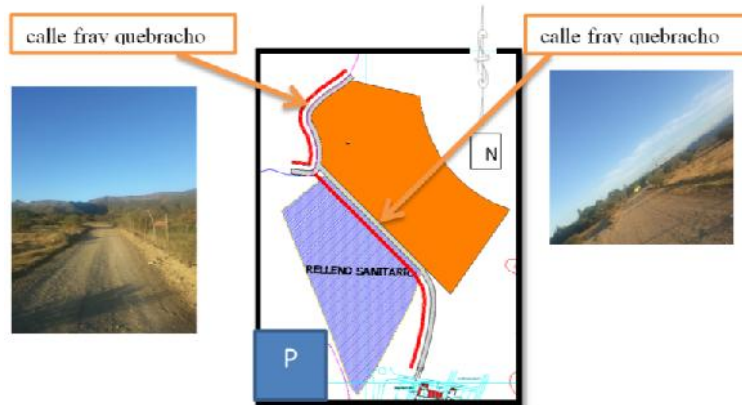 calle fray quebracho
calle fray quebracho
N
RELLENO SANITARIO
P